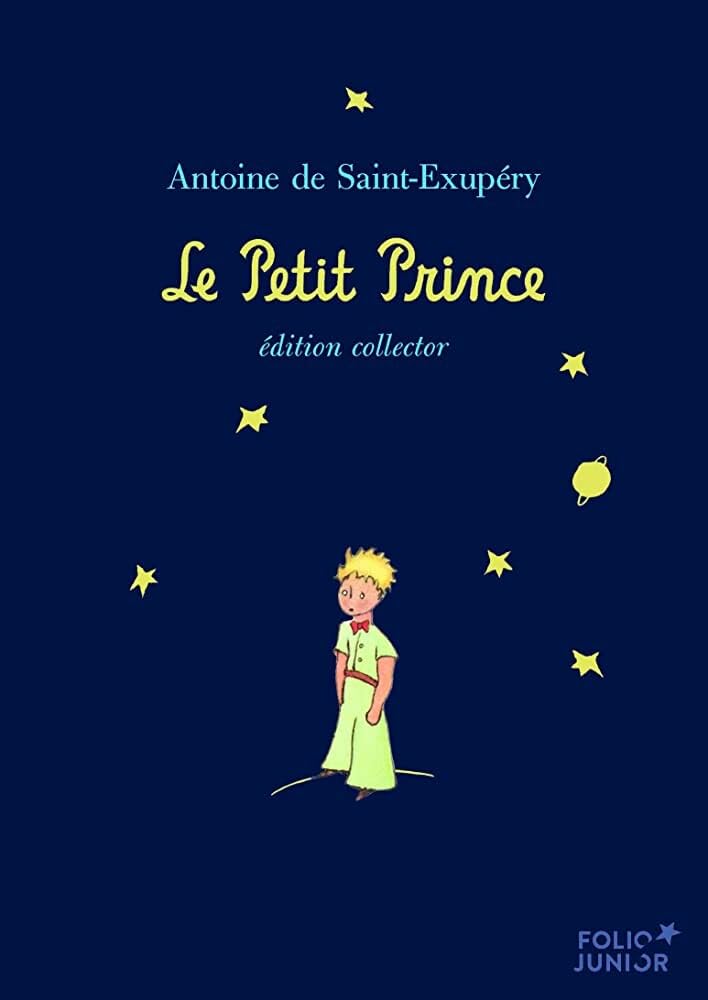 Antoine de Saint-Exupéry
Le Petit Prince
édition collector
FOLIO
JUNIOR